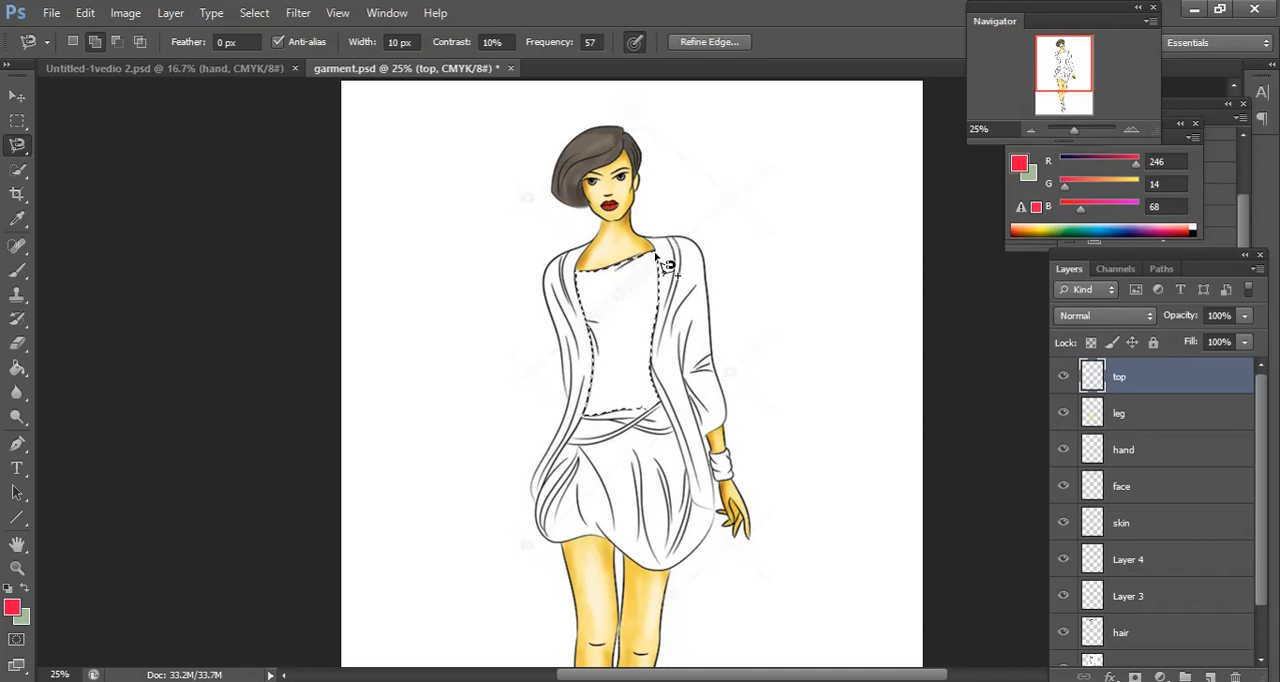 Ps File Edit Image Layer Type Select Filter View Window Help
Feather: 0 px Anti-alias Width: 10 px Contrast: 10% Frequency: 57 Refine Edge... Essentials
Untitled-1vedio 2.psd @ 16.7% (hand, CMYK/8#) × garment.psd @ 25% (top, CMYK/8#) * ×
Navigator
25%
R 246
G 14
B 68
Layers Channels Paths
Kind
Normal Opacity: 100%
Lock: Fill: 100%
top
leg
hand
face
skin
Layer 4
Layer 3
hair
fx
25% Doc: 33.2M/33.7M